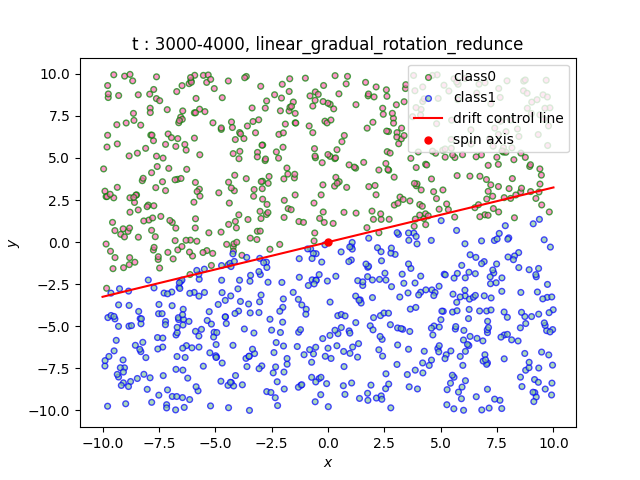 t : 3000-4000, linear_gradual_rotation_redunce
class0
class1
drift control line
spin axis
10.0
7.5
5.0
2.5
0.0
−2.5
−5.0
−7.5
−10.0
y
−10.0 −7.5 −5.0 −2.5 0.0 2.5 5.0 7.5 10.0
x